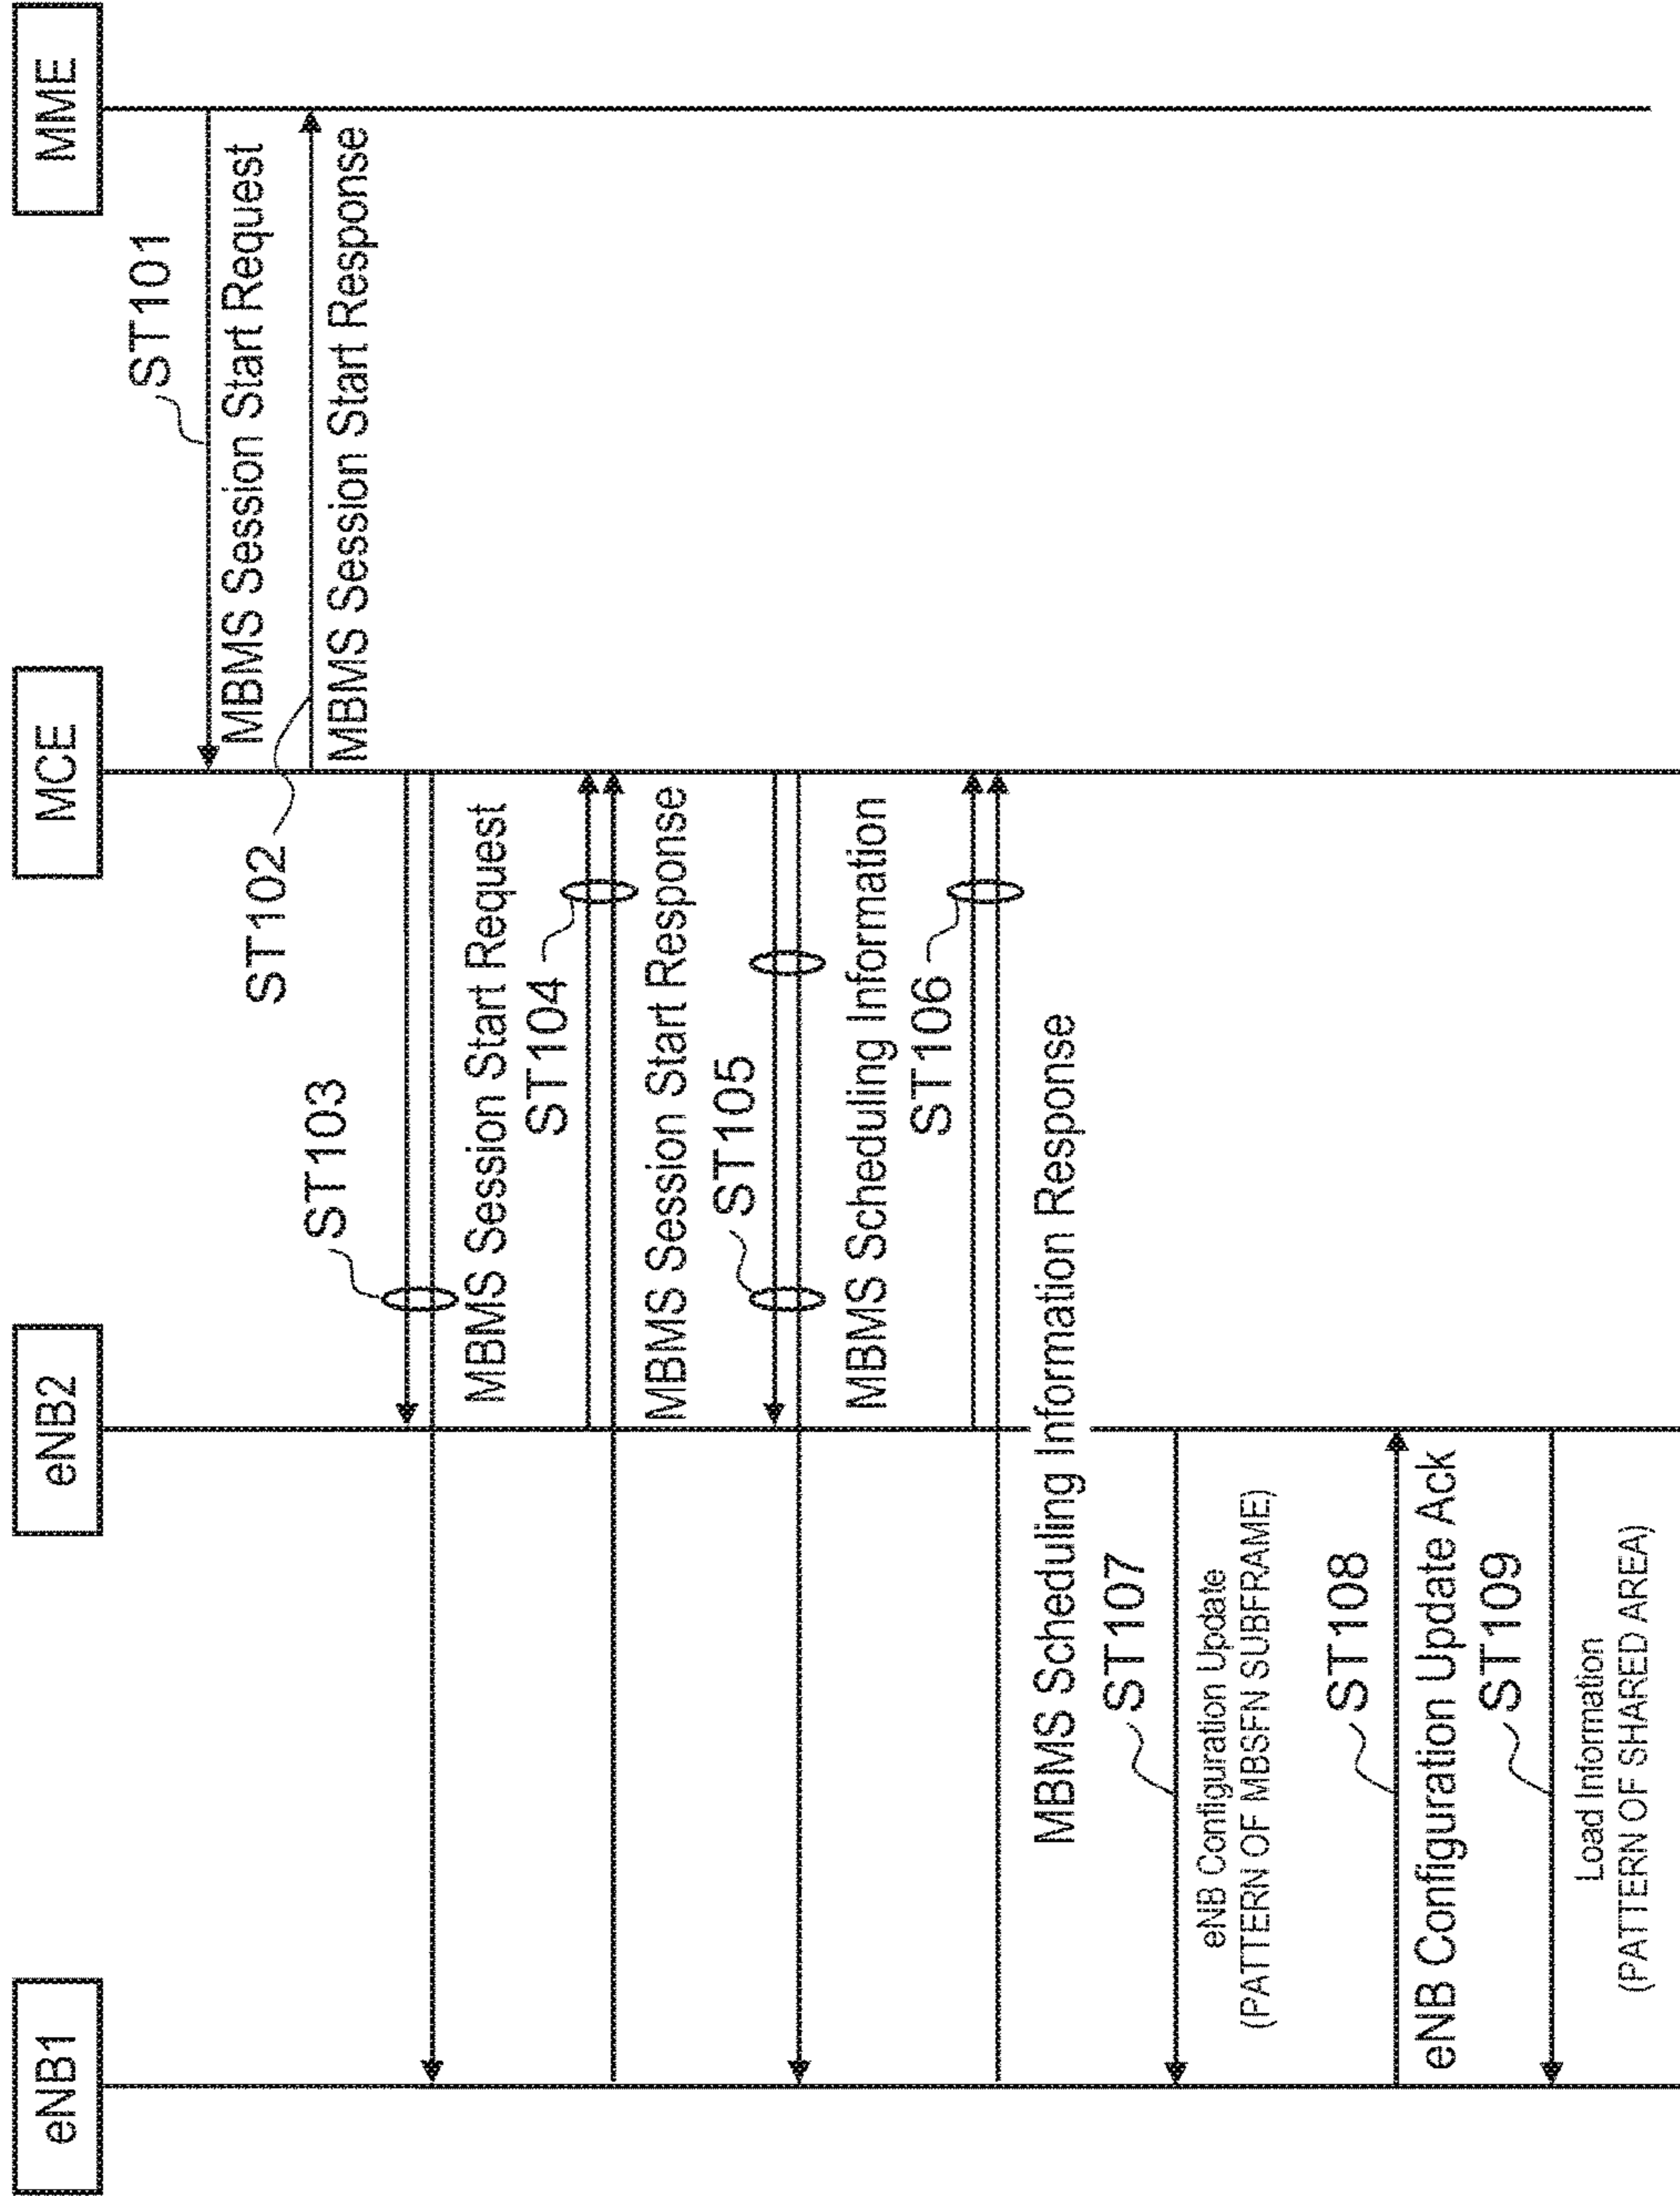 eNB1
eNB2
MCE
MME
ST101
MBMS Session Start Request
ST102
MBMS Session Start Response
ST103
MBMS Session Start Request
ST104
MBMS Session Start Response
ST105
MBMS Scheduling Information
ST106
MBMS Scheduling Information Response
ST107
eNB Configuration Update
(PATTERN OF MBSFN SUBFRAME)
ST108
eNB Configuration Update Ack
ST109
Load Information
(PATTERN OF SHARED AREA)